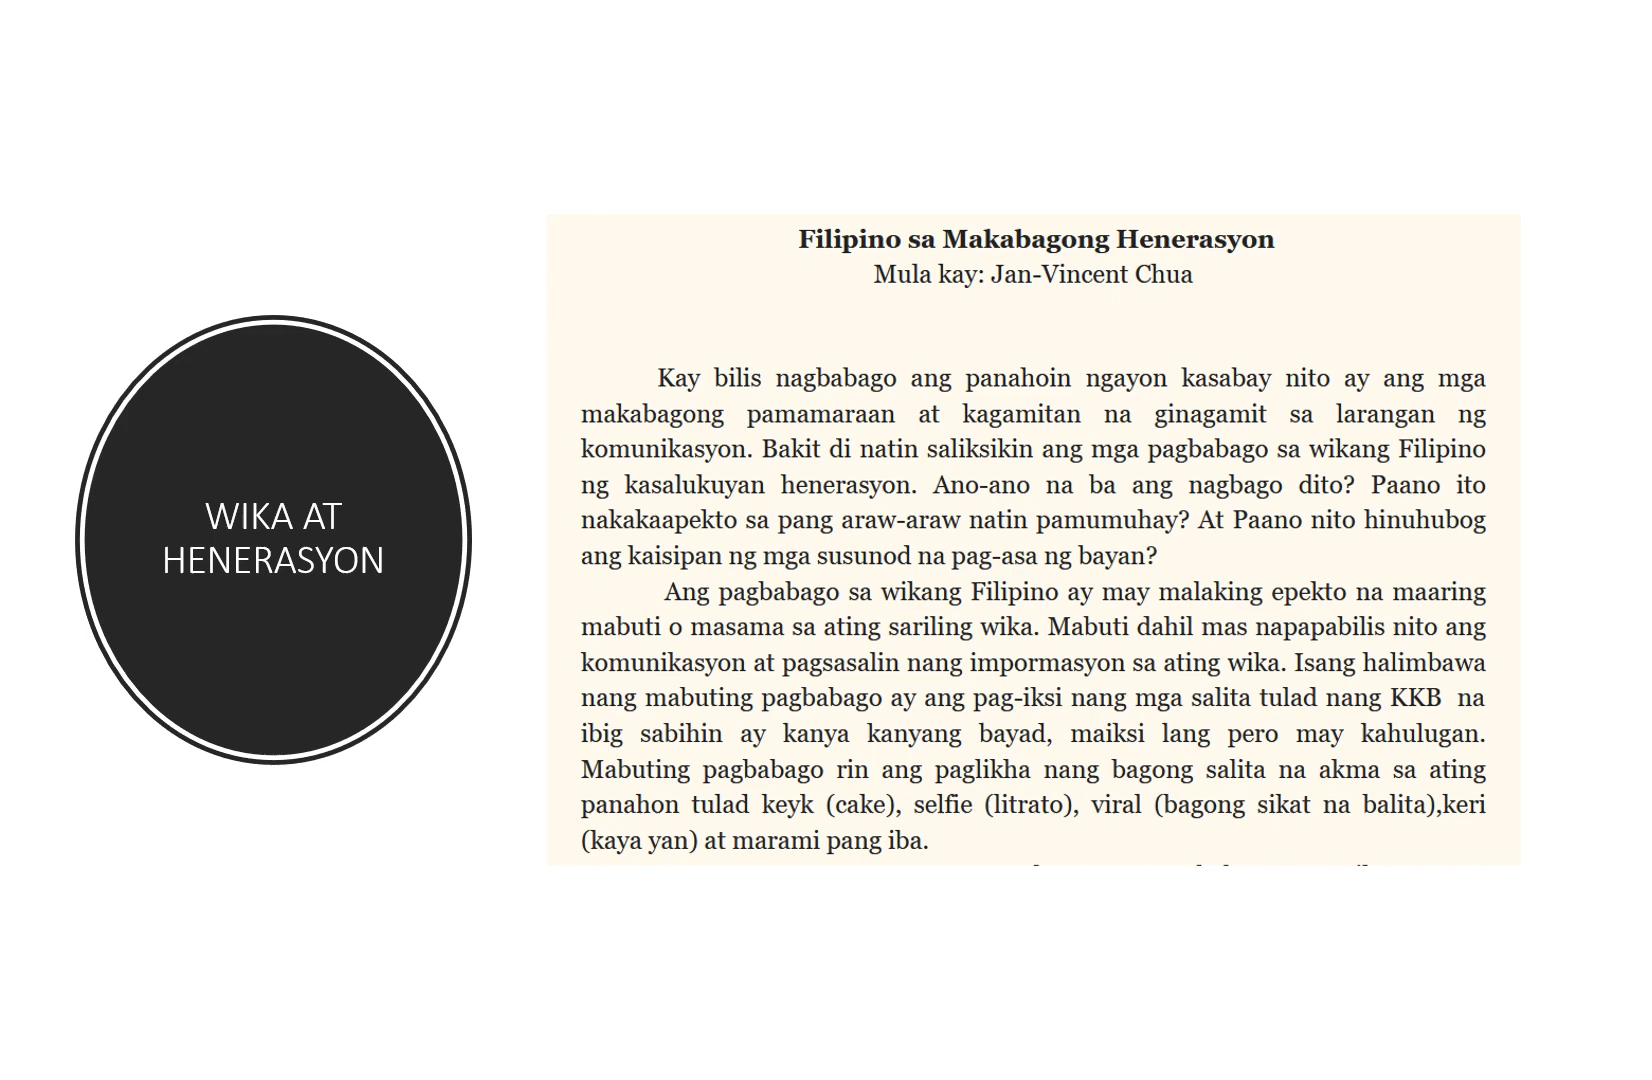 WIKA AT
HENERASYON
Filipino sa Makabagong Henerasyon
Mula kay: Jan-Vincent Chua
Kay bilis nagbabago ang panahoin ngayon kasabay nito ay ang mga
makabagong pamamaraan at kagamitan na ginagamit sa larangan ng
komunikasyon. Bakit di natin saliksikin ang mga pagbabago sa wikang Filipino
ng kasalukuyan henerasyon. Ano-ano na ba ang nagbago dito? Paano ito
nakakaapekto sa pang araw-araw natin pamumuhay? At Paano nito hinuhubog
ang kaisipan ng mga susunod na pag-asa ng bayan?
Ang pagbabago sa wikang Filipino ay may malaking epekto na maaring
mabuti o masama sa ating sariling wika. Mabuti dahil mas napapabilis nito ang
komunikasyon at pagsasalin nang impormasyon sa ating wika. Isang halimbawa
nang mabuting pagbabago ay ang pag-iksi nang mga salita tulad nang KKB na
ibig sabihin ay kanya kanyang bayad, maiksi lang pero may kahulugan.
Mabuting pagbabago rin ang paglikha nang bagong salita na akma sa ating
panahon tulad keyk (cake), selfie (litrato), viral (bagong sikat na balita),keri
(kaya yan) at marami pang iba.